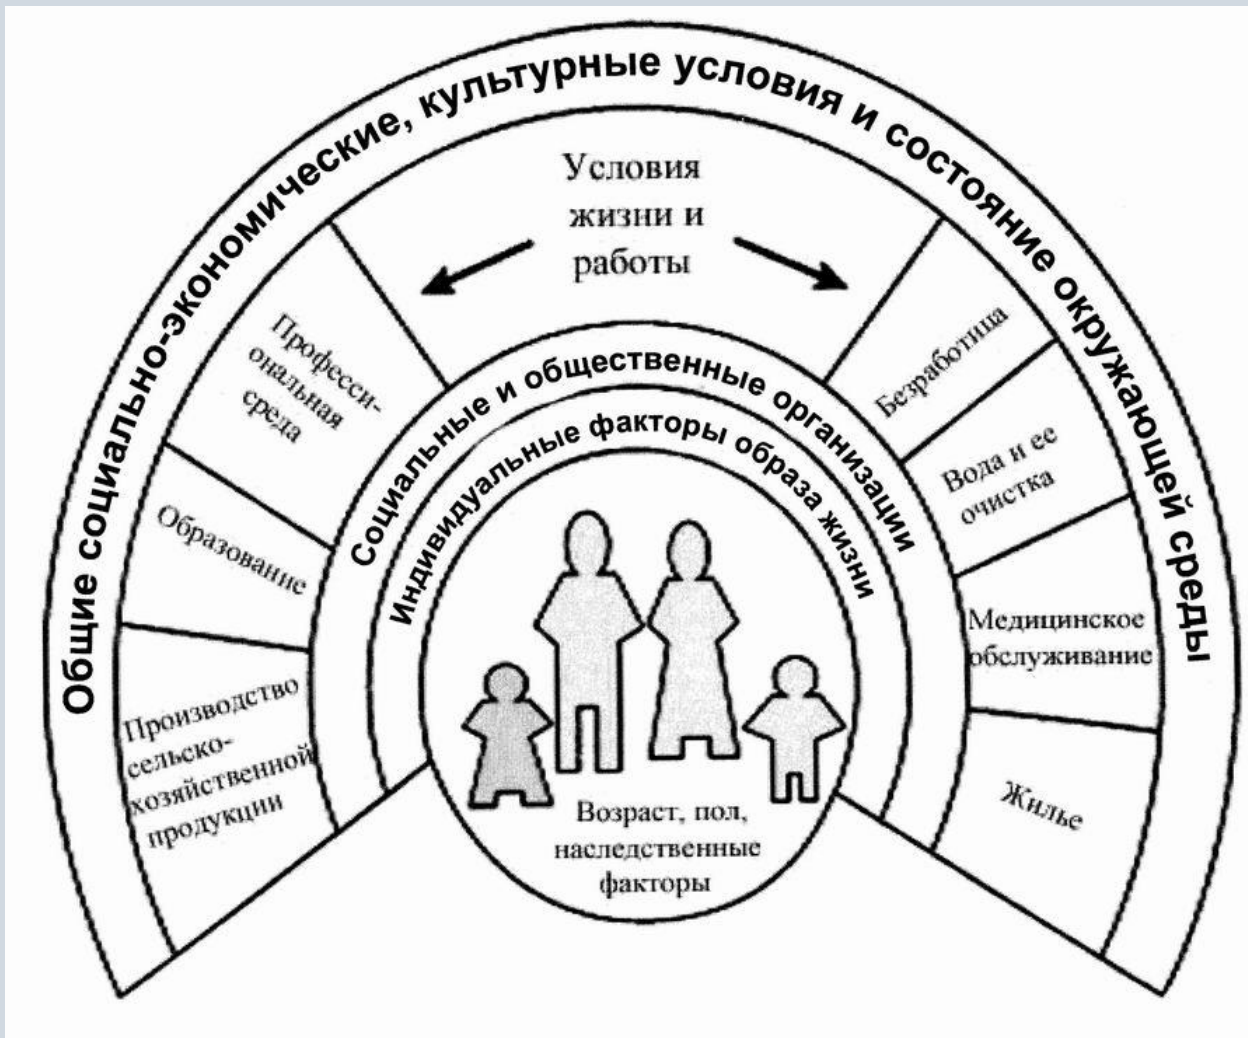 Общие социально-экономические, культурные условия и состояние окружающей среды
Условия
жизни и
работы
Професси-
ональная
среда
Образование
Производство
сельско-
хозяйственной
продукции
Безработица
Вода и ее
очистка
Медицинское
обслуживание
Жилье
Социальные и общественные организации
Индивидуальные факторы образа жизни
Возраст, пол,
наследственные
факторы